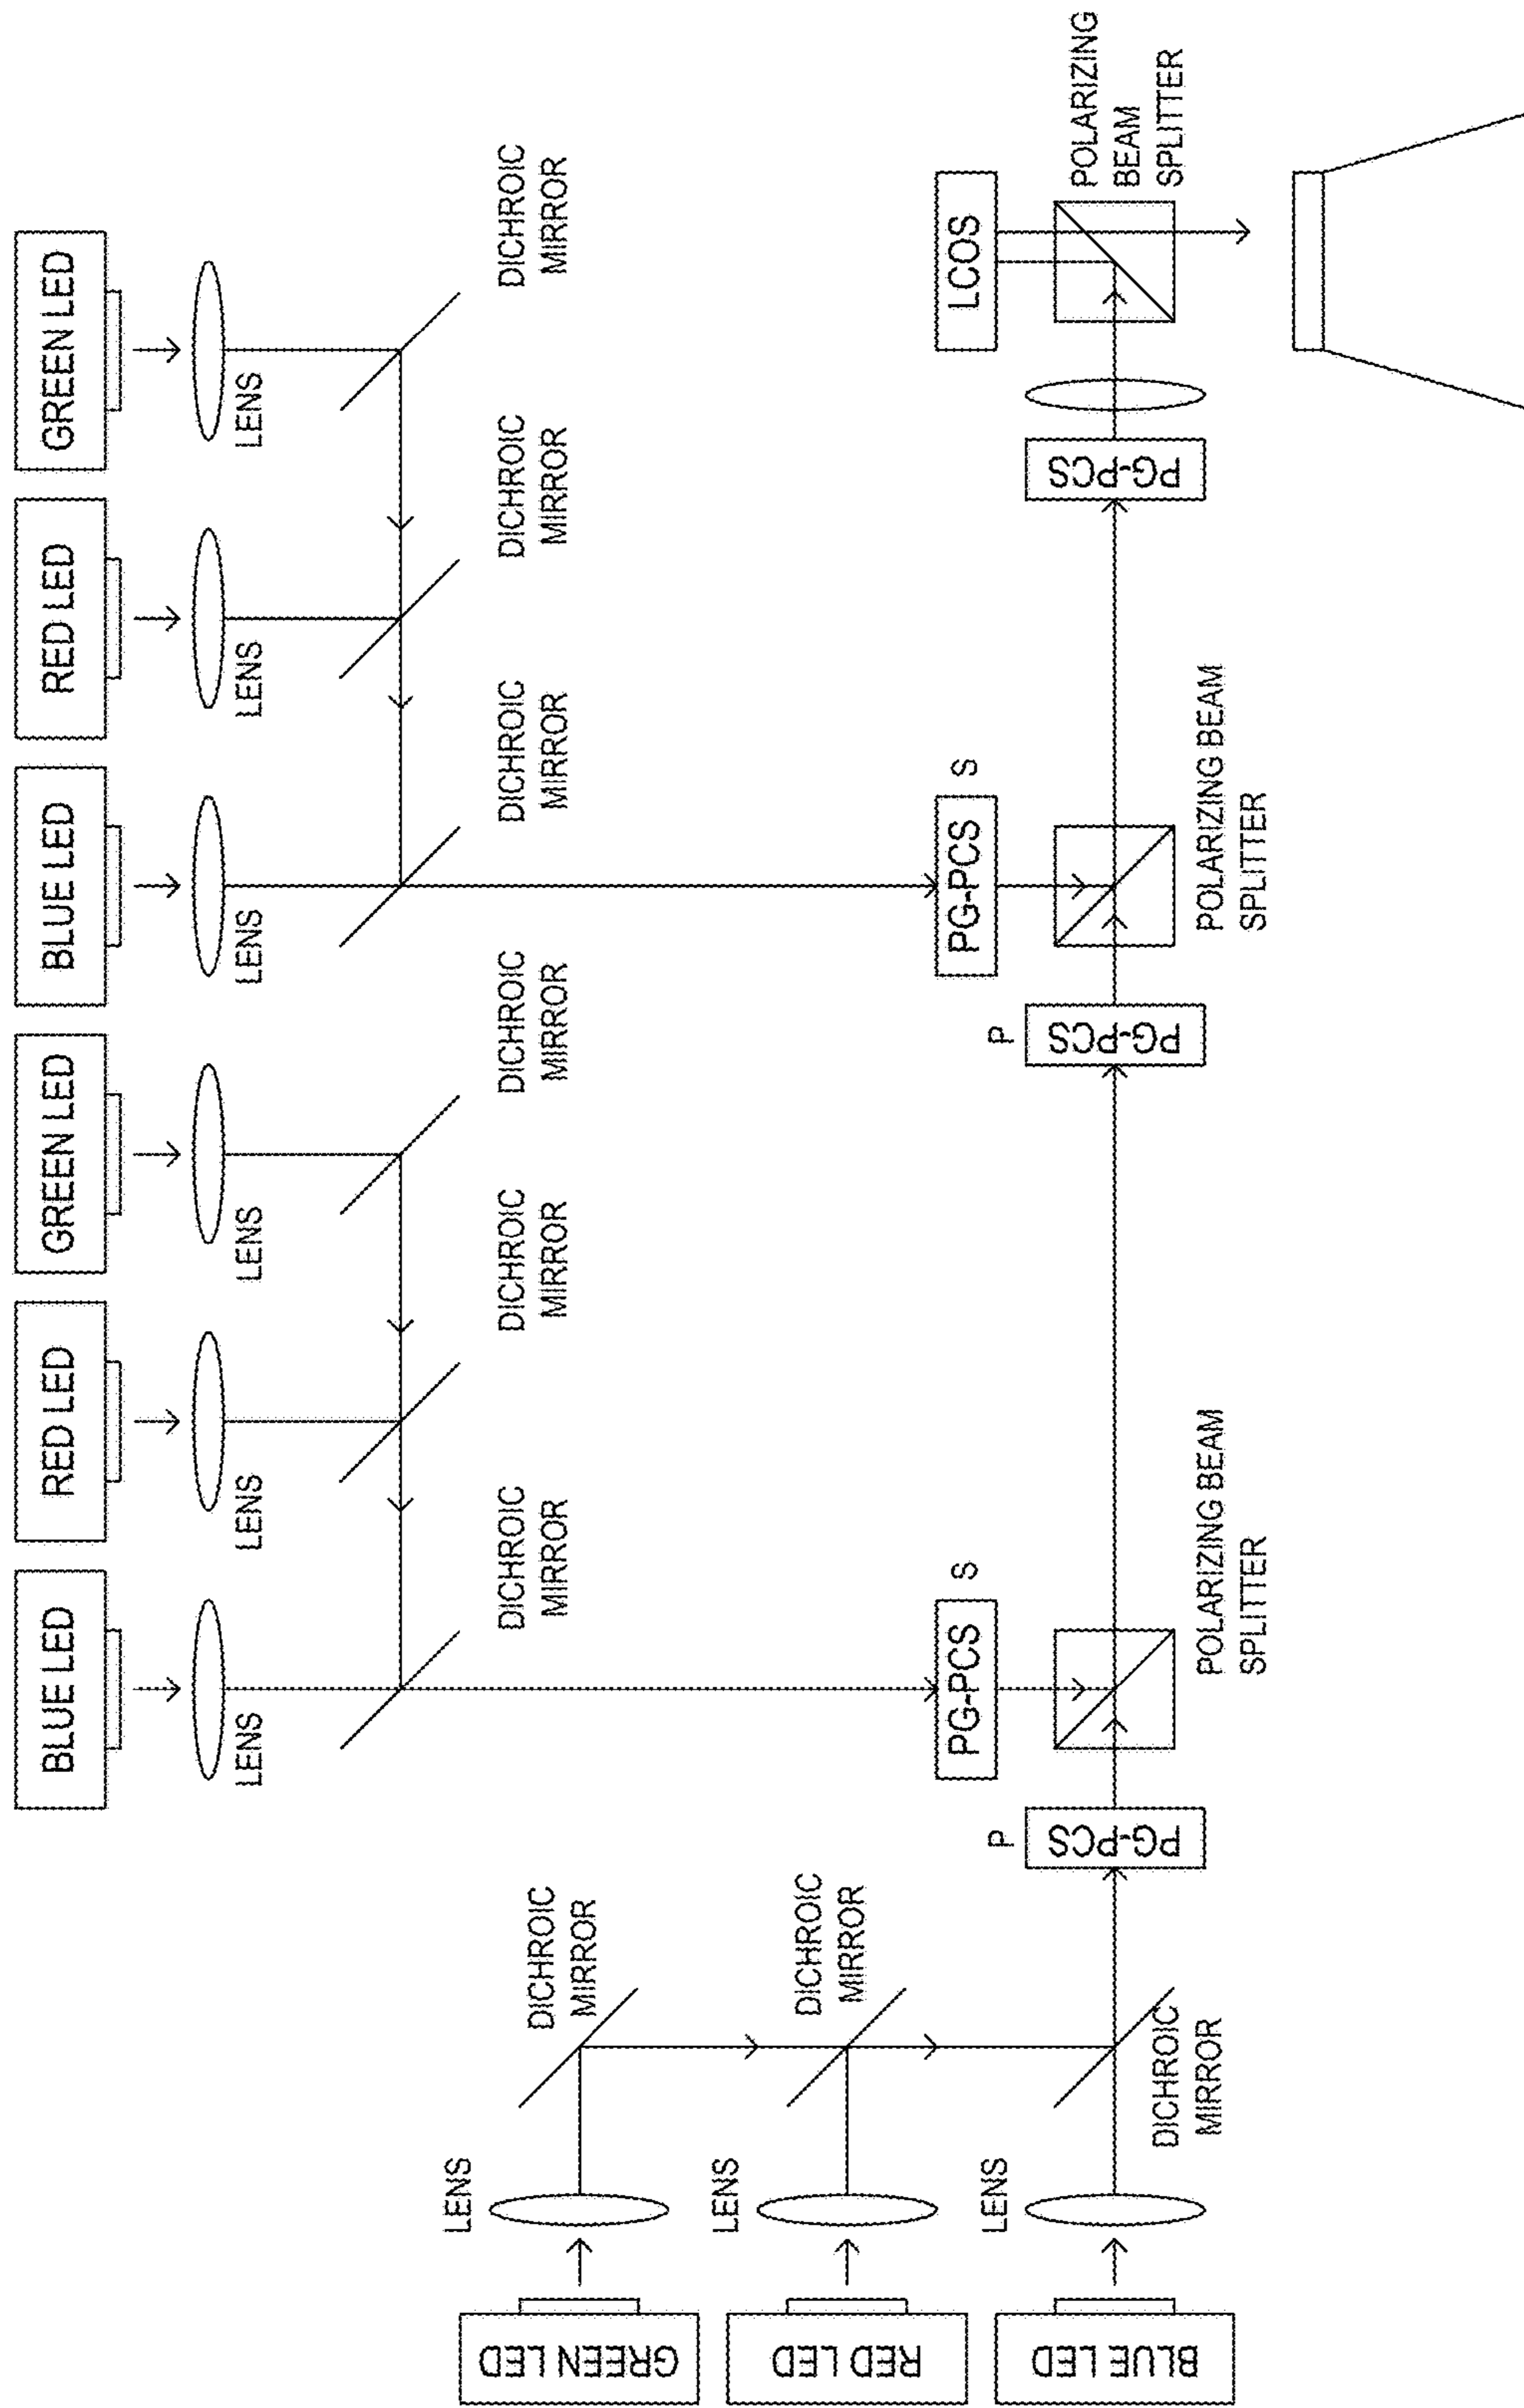 GREEN LED
RED LED
BLUE LED
GREEN LED
RED LED
BLUE LED
LENS
LENS
LENS
LENS
LENS
LENS
DICHROIC
MIRROR
DICHROIC
MIRROR
DICHROIC
MIRROR
DICHROIC
MIRROR
DICHROIC
MIRROR
DICHROIC
MIRROR
LCOS
POLARIZING
BEAM
SPLITTER
PG-PCS
PG-PCS
S
P
PG-PCS
POLARIZING BEAM
SPLITTER
PG-PCS
S
P
PG-PCS
POLARIZING BEAM
SPLITTER
DICHROIC
MIRROR
DICHROIC
MIRROR
DICHROIC
MIRROR
LENS
LENS
LENS
GREEN LED
RED LED
BLUE LED